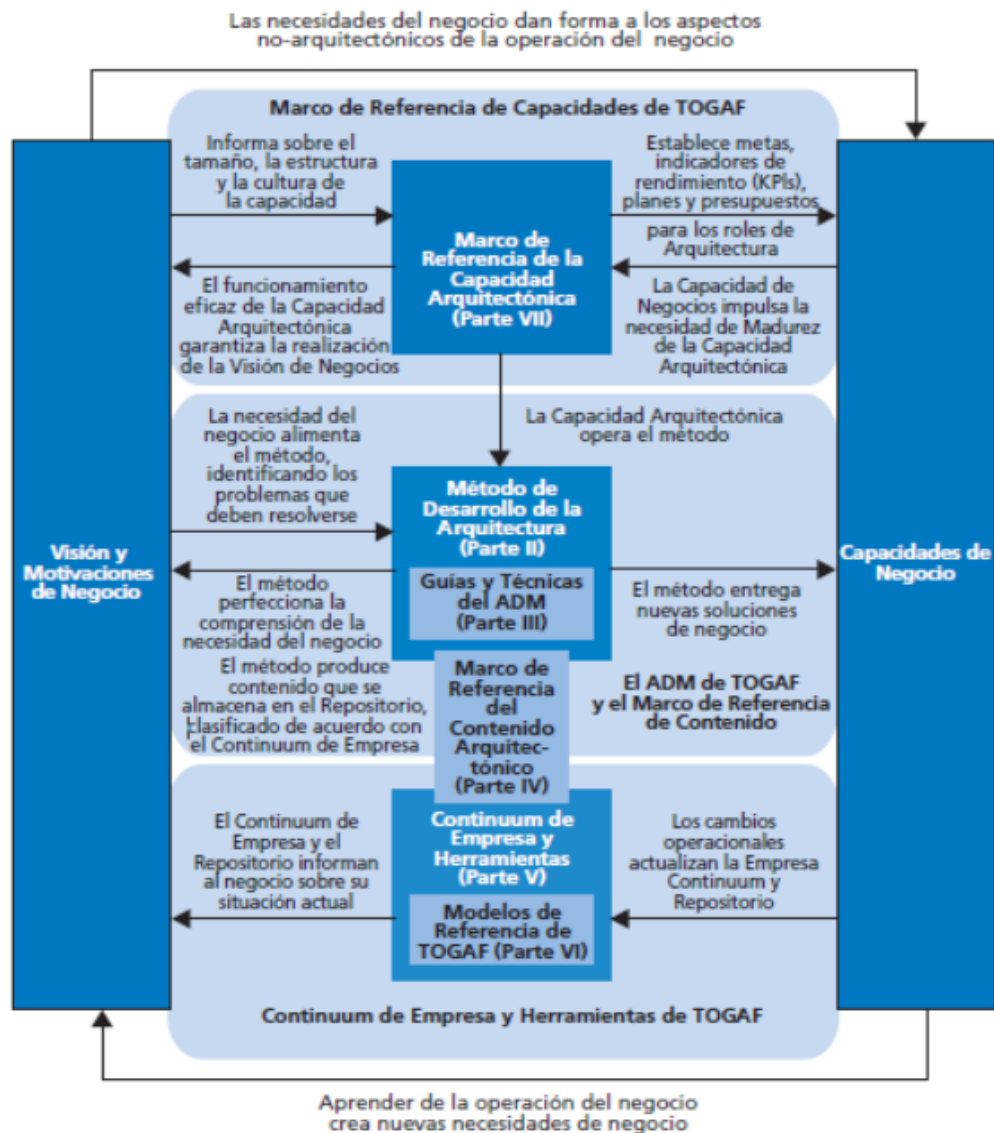 Las necesidades del negocio dan forma a los aspectos
no-arquitectónicos de la operación del negocio
Marco de Referencia de Capacidades de TOGAF
Informa sobre el
tamaño, la estructura
y la cultura de
la capacidad
Establece metas,
indicadores de
rendimiento (KPIs),
planes y presupuestos
para los roles de
Arquitectura
Marco de
Referencia de la
Capacidad
Arquitectónica
(Parte VII)
El funcionamiento
eficaz de la Capacidad
Arquitectónica
garantiza la realización
de la Visión de Negocios
La Capacidad de
Negocios impulsa la
necesidad de Madurez
de la Capacidad
Arquitectónica
La necesidad del
negocio alimenta
el método,
identificando los
problemas que
deben resolverse
La Capacidad Arquitectónica
opera el método
Método de
Desarrollo de la
Arquitectura
(Parte II)
Visión y
Motivaciones
de Negocio
Capacidades de
Negocio
Guías y Técnicas
del ADM
(Parte III)
El método
perfecciona la
comprensión de la
necesidad del negocio
El método entrega
nuevas soluciones
de negocio
El método produce
contenido que se
almacena en el Repositorio,
clasificado de acuerdo con
el Continuum de Empresa
Marco de
Referencia
del
Contenido
Arquitec-
tónico
(Parte IV)
El ADM de TOGAF
y el Marco de Referencia
de Contenido
El Continuum de
Empresa y el
Repositorio informan
al negocio sobre su
situación actual
Continuum de
Empresa y
Herramientas
(Parte V)
Modelos de
Referencia de
TOGAF (Parte VI)
Los cambios
operacionales
actualizan la Empresa
Continuum y
Repositorio
Continuum de Empresa y Herramientas de TOGAF
Aprender de la operación del negocio
crea nuevas necesidades de negocio